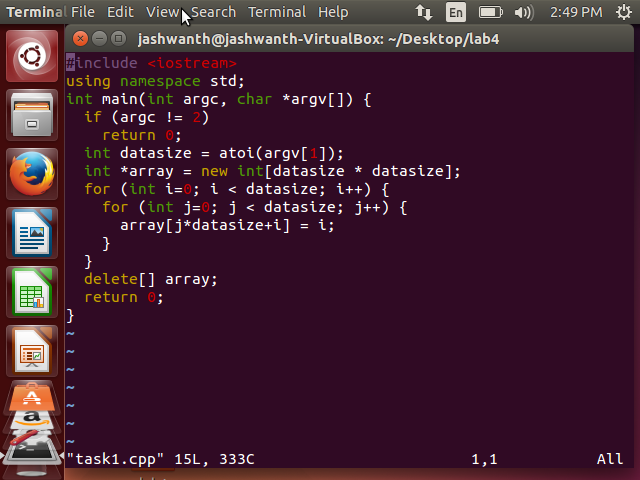 Terminal File Edit View Search Terminal Help En 2:49 PM
jashwanth@jashwanth-VirtualBox: ~/Desktop/lab4
#include <iostream>
using namespace std;
int main(int argc, char *argv[]) {
  if (argc != 2)
    return 0;
  int datasize = atoi(argv[1]);
  int *array = new int[datasize * datasize];
  for (int i=0; i < datasize; i++) {
    for (int j=0; j < datasize; j++) {
      array[j*datasize+i] = i;
    }
  }
  delete[] array;
  return 0;
}
~
~
~
~
~
~
~
"task1.cpp" 15L, 333C 1,1 All